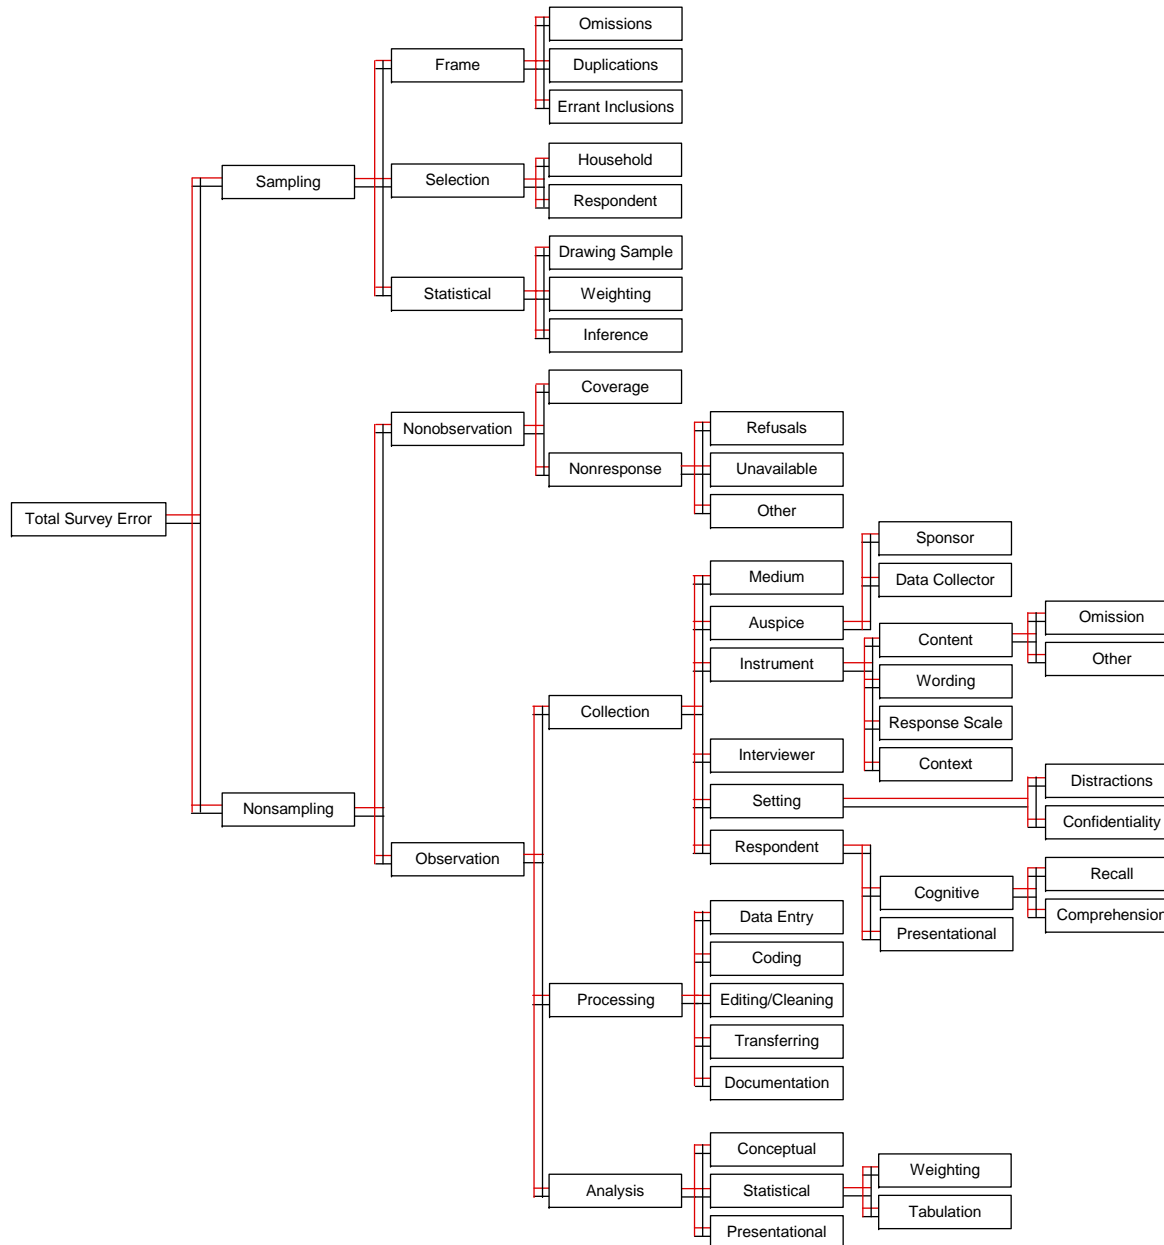 Omissions
Frame
Duplications
Errant Inclusions
Household
Sampling
Selection
Respondent
Drawing Sample
Statistical
Weighting
Inference
Coverage
Nonobservation
Refusals
Nonresponse
Unavailable
Other
Total Survey Error
Sponsor
Medium
Data Collector
Auspice
Omission
Content
Instrument
Other
Wording
Collection
Response Scale
Interviewer
Context
Distractions
Nonsampling
Setting
Confidentiality
Respondent
Observation
Recall
Cognitive
Comprehension
Data Entry
Presentational
Coding
Processing
Editing/Cleaning
Transferring
Documentation
Conceptual
Weighting
Analysis
Statistical
Tabulation
Presentational